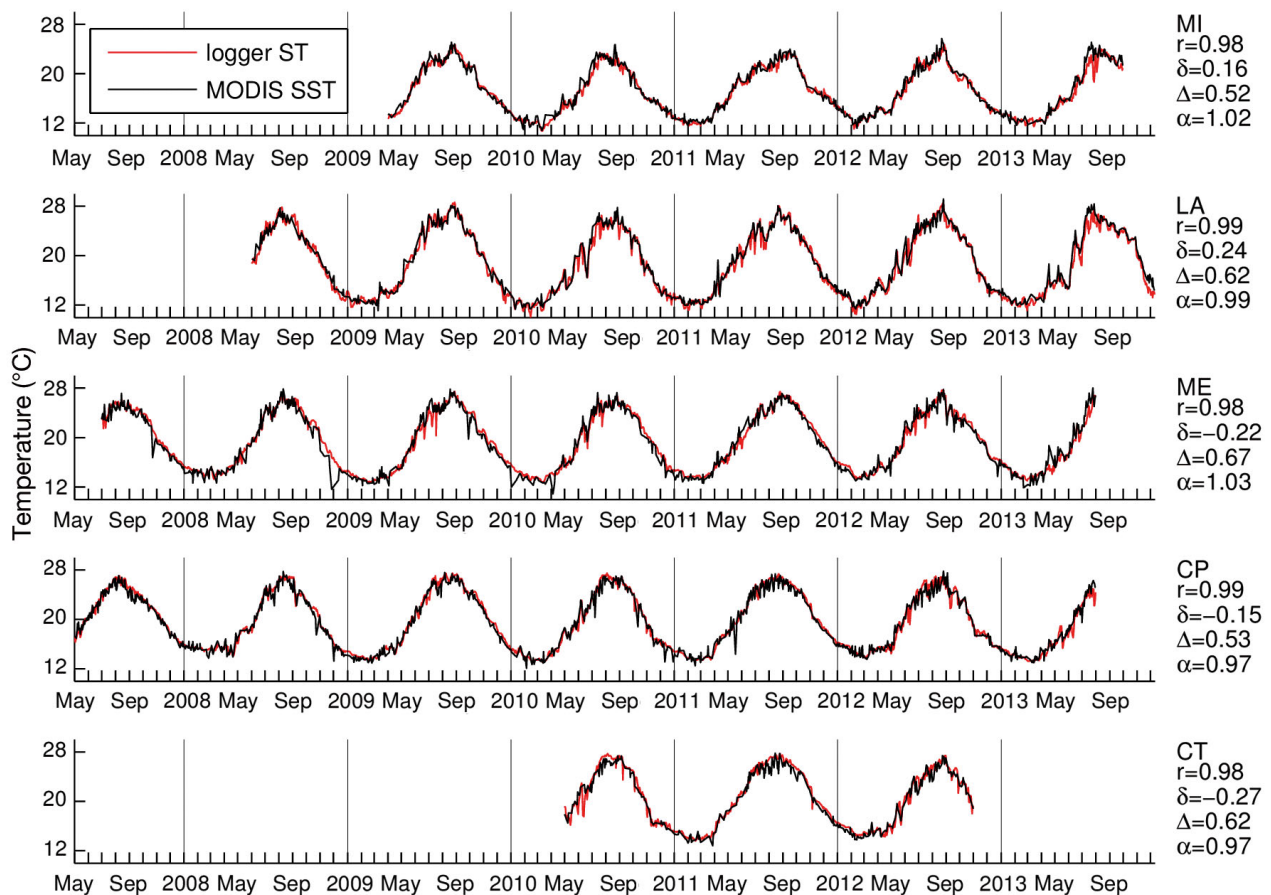 Temperature (°C)
28
20
12
logger ST
MODIS SST
May Sep 2008 May Sep 2009 May Sep 2010 May Sep 2011 May Sep 2012 May Sep 2013 May Sep
MI
r=0.98
δ=0.16
Δ=0.52
α=1.02
28
20
12
May Sep 2008 May Sep 2009 May Sep 2010 May Sep 2011 May Sep 2012 May Sep 2013 May Sep
LA
r=0.99
δ=0.24
Δ=0.62
α=0.99
28
20
12
May Sep 2008 May Sep 2009 May Sep 2010 May Sep 2011 May Sep 2012 May Sep 2013 May Sep
ME
r=0.98
δ=−0.22
Δ=0.67
α=1.03
28
20
12
May Sep 2008 May Sep 2009 May Sep 2010 May Sep 2011 May Sep 2012 May Sep 2013 May Sep
CP
r=0.99
δ=−0.15
Δ=0.53
α=0.97
28
20
12
May Sep 2008 May Sep 2009 May Sep 2010 May Sep 2011 May Sep 2012 May Sep 2013 May Sep
CT
r=0.98
δ=−0.27
Δ=0.62
α=0.97